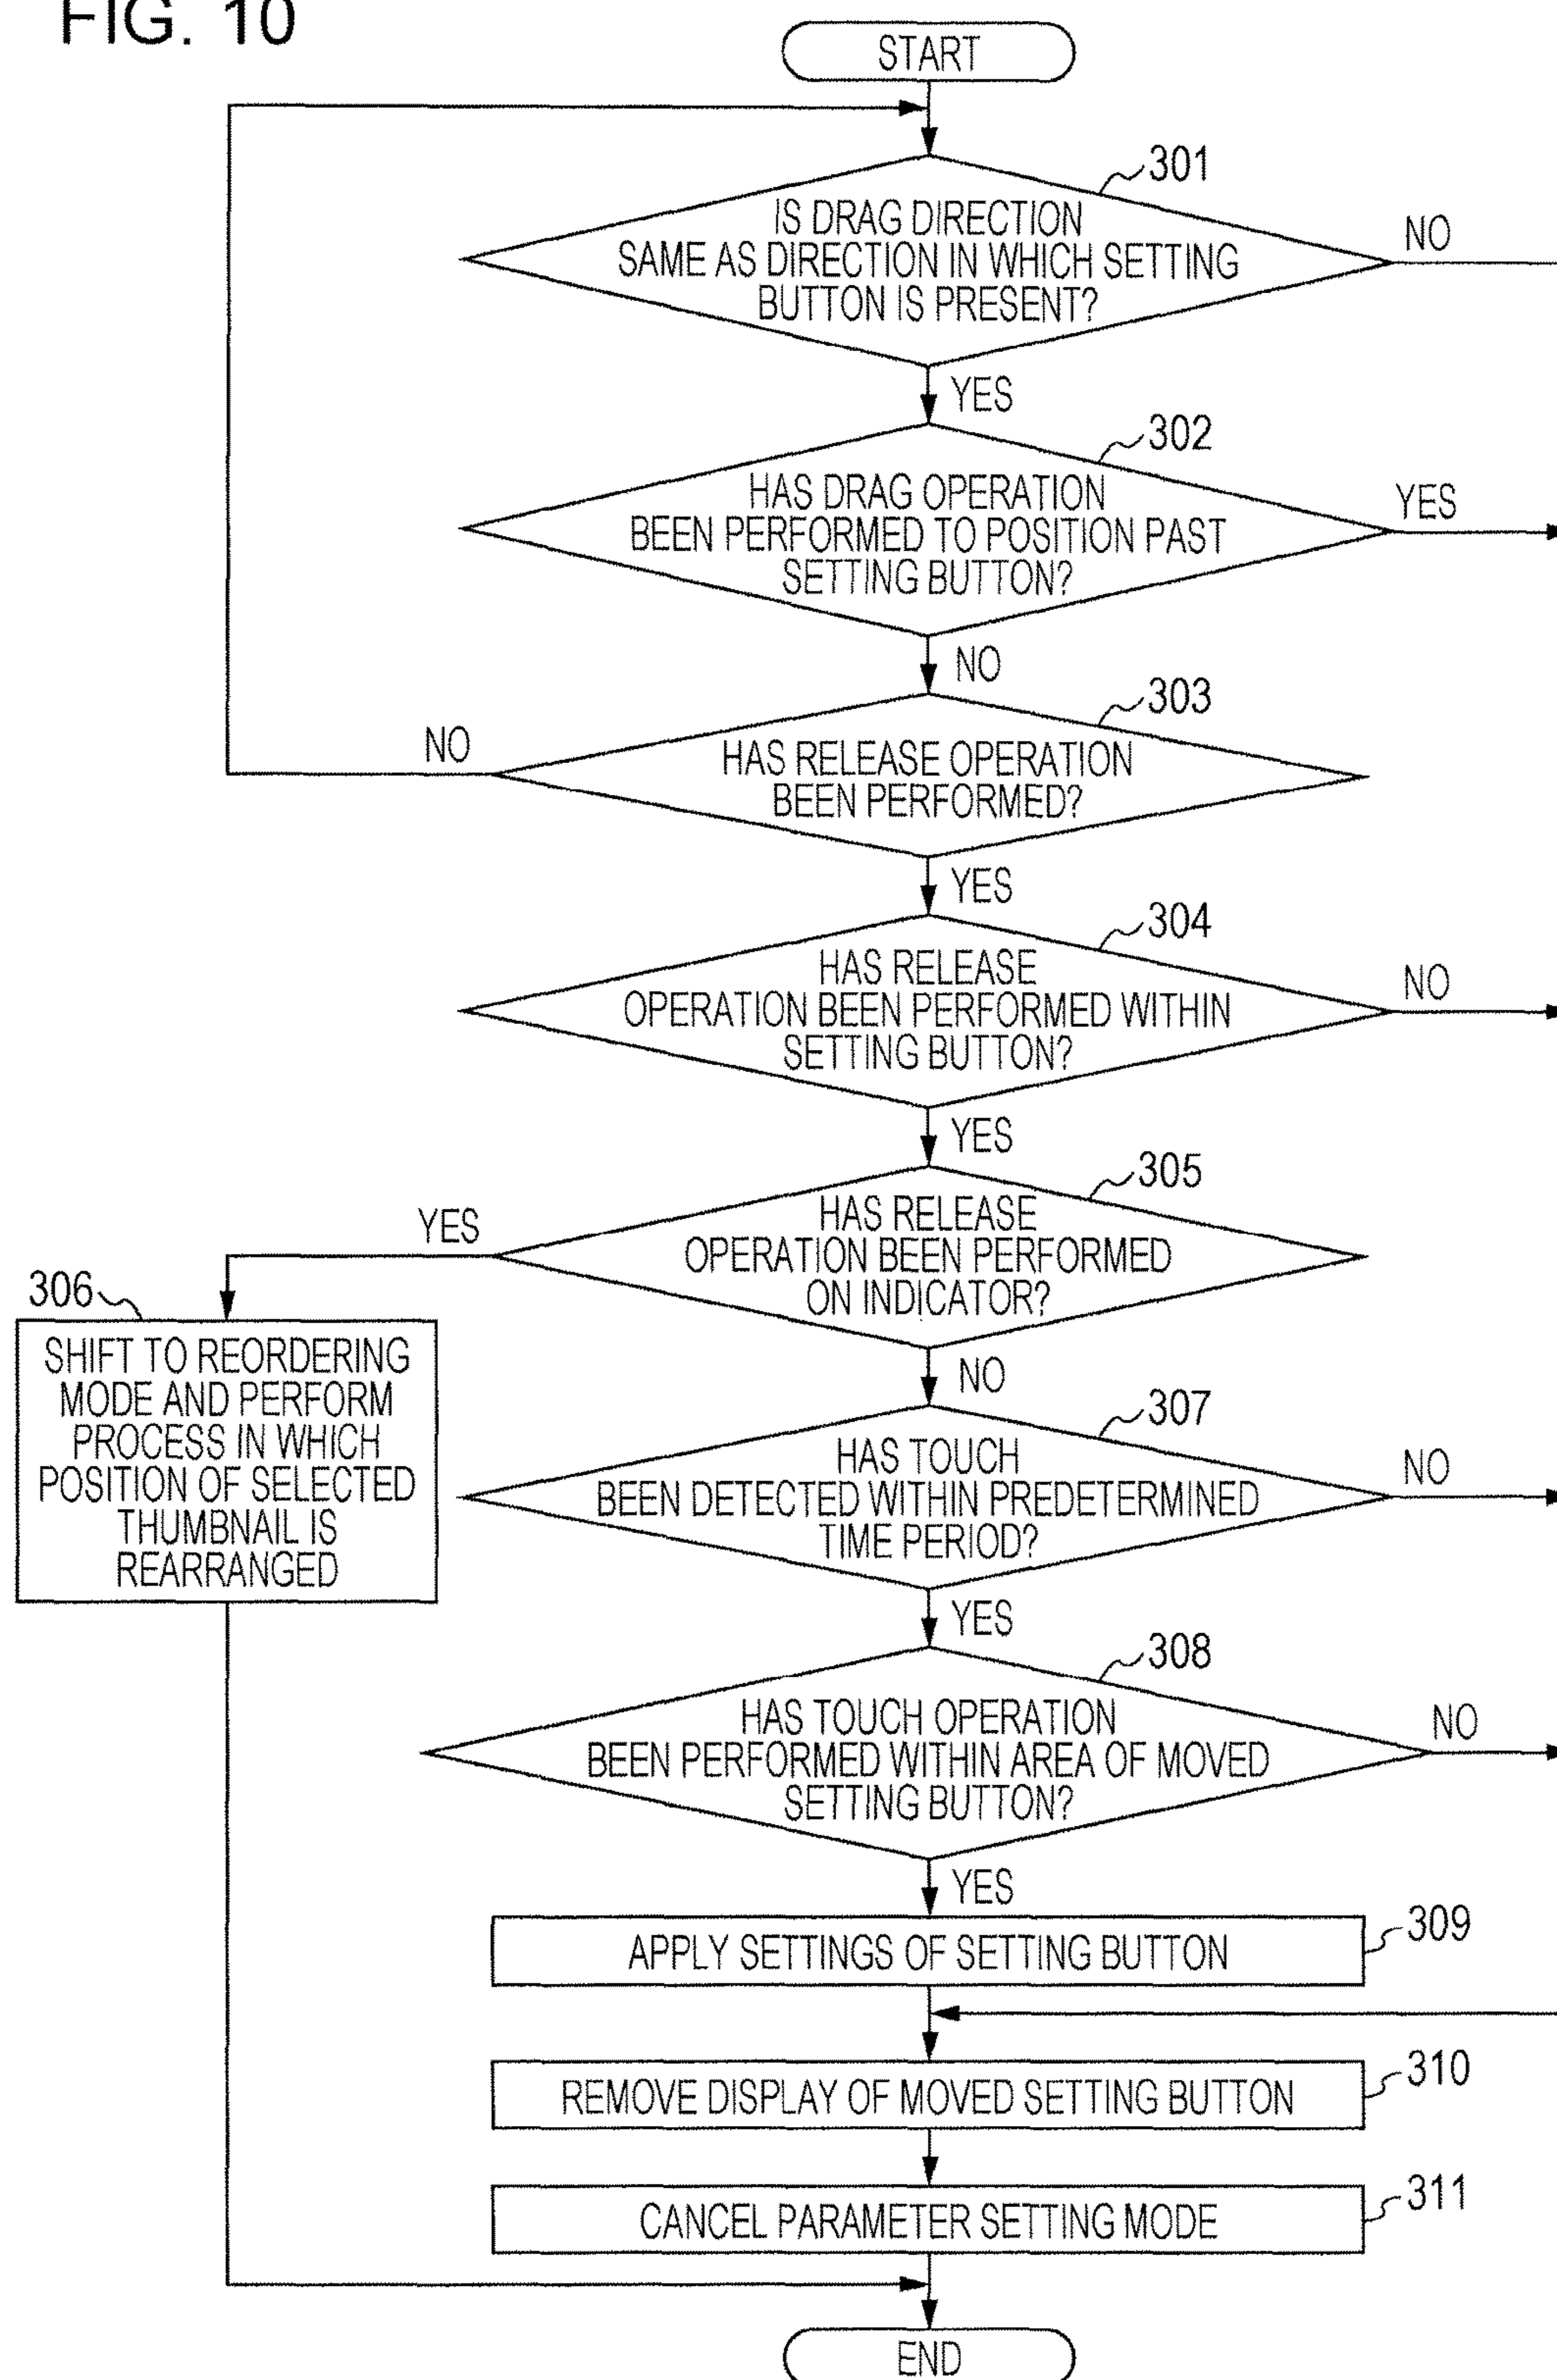 FIG. 10
START
301
IS DRAG DIRECTION
SAME AS DIRECTION IN WHICH SETTING
BUTTON IS PRESENT?
NO
YES
302
HAS DRAG OPERATION
BEEN PERFORMED TO POSITION PAST
SETTING BUTTON?
YES
NO
303
NO
HAS RELEASE OPERATION
BEEN PERFORMED?
YES
304
HAS RELEASE
OPERATION BEEN PERFORMED WITHIN
SETTING BUTTON?
NO
YES
305
YES
HAS RELEASE
OPERATION BEEN PERFORMED
ON INDICATOR?
306
SHIFT TO REORDERING
MODE AND PERFORM
PROCESS IN WHICH
POSITION OF SELECTED
THUMBNAIL IS
REARRANGED
NO
307
HAS TOUCH
BEEN DETECTED WITHIN PREDETERMINED
TIME PERIOD?
NO
YES
308
HAS TOUCH OPERATION
BEEN PERFORMED WITHIN AREA OF MOVED
SETTING BUTTON?
NO
YES
309
APPLY SETTINGS OF SETTING BUTTON
310
REMOVE DISPLAY OF MOVED SETTING BUTTON
311
CANCEL PARAMETER SETTING MODE
END